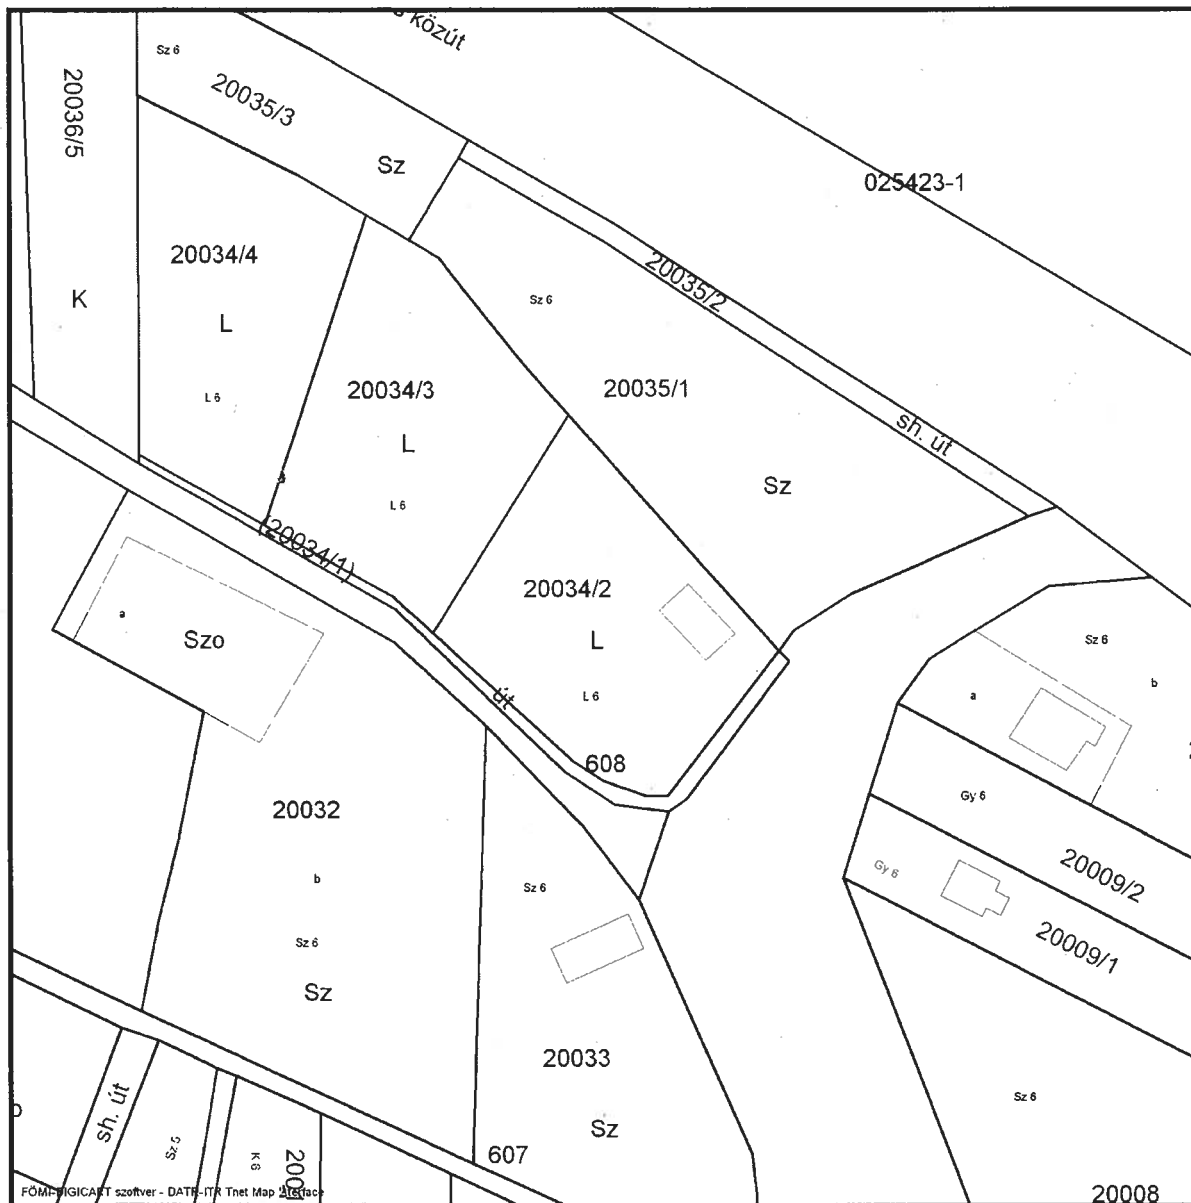 közút
Sz 6
20035/3
20036/5
Sz
025423-1
20034/4
20035/2
K
L
Sz 6
20034/3
20035/1
L 6
L
sh. út
Sz
L 6
(20034/1)
20034/2
a
Szo
L
Sz 6
b
út
L 6
a
608
Gy 6
20032
20009/2
Gy 6
b
Sz 6
20009/1
Sz 6
Sz
20033
Sz 6
sh. út
Sz
Sz 5
K 6
607
2001
20008
FÖMI-DIGICART szoftver - DATR-ITR Tnet Map